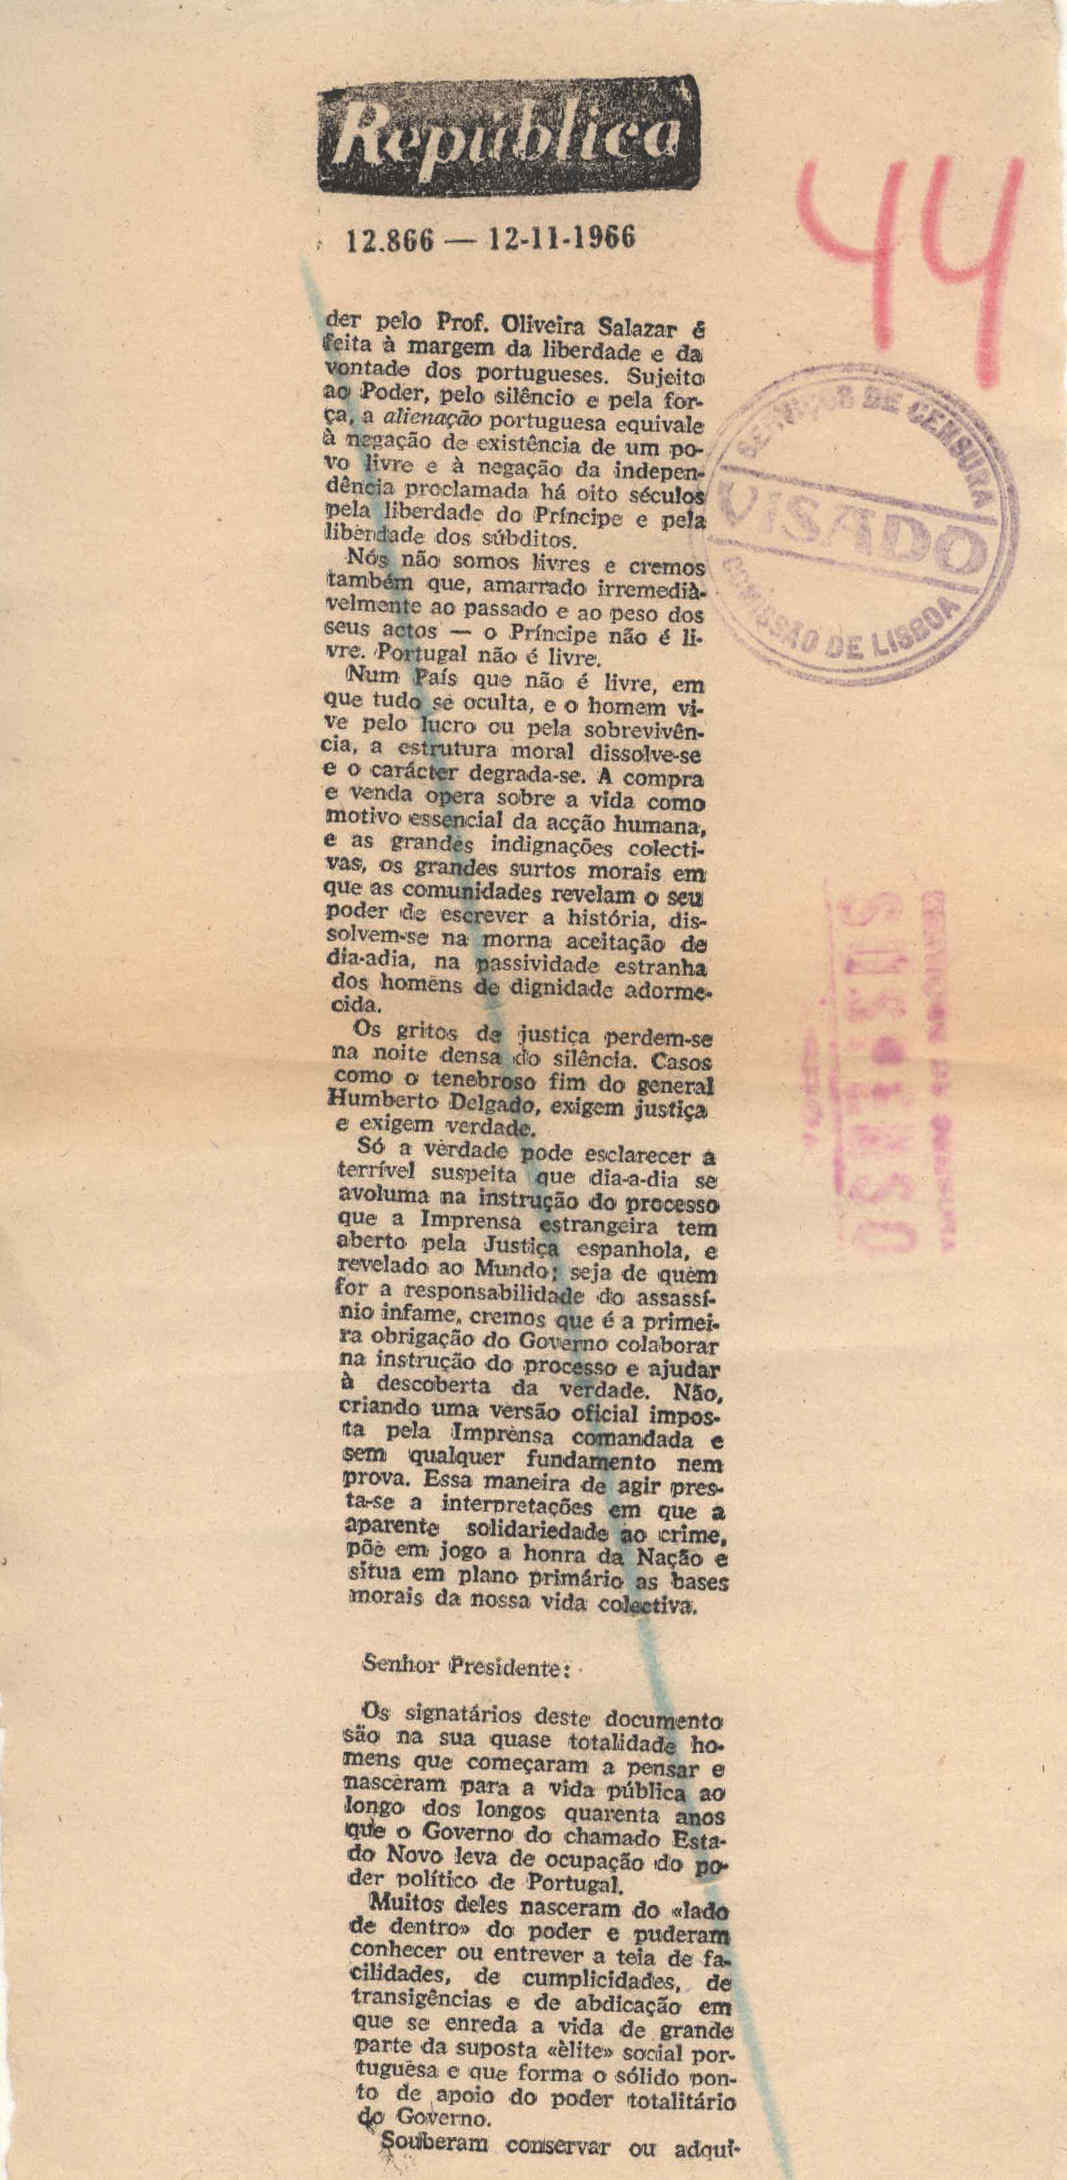 República
44
12.866 — 12-11-1966
SERVIÇOS DE CENSURA
VISADO
COMISSÃO DE LISBOA
der pelo Prof. Oliveira Salazar é
feita à margem da liberdade e da
vontade dos portugueses. Sujeito
ao Poder, pelo silêncio e pela for-
ça, a alienação portuguesa equivale
à negação de existência de um po-
vo livre e à negação da indepen-
dência proclamada há oito séculos
pela liberdade do Príncipe e pela
liberdade dos súbditos.
Nós não somos livres e cremos
também que, amarrado irremedià-
velmente ao passado e ao peso dos
seus actos — o Príncipe não é li-
vre. Portugal não é livre.
Num País que não é livre, em
que tudo se oculta, e o homem vi-
ve pelo lucro ou pela sobrevivên-
cia, a estrutura moral dissolve-se
e o carácter degrada-se. A compra
e venda opera sobre a vida como
motivo essencial da acção humana,
e as grandes indignações colecti-
vas, os grandes surtos morais em
que as comunidades revelam o seu
poder de escrever a história, dis-
solvem-se na morna aceitação de
dia-adia, na passividade estranha
dos homens de dignidade adorme-
cida.
Os gritos de justiça perdem-se
na noite densa do silência. Casos
como o tenebroso fim do general
Humberto Delgado, exigem justiça
e exigem verdade.
Só a verdade pode esclarecer a
terrível suspeita que dia-a-dia se
avoluma na instrução do processo
que a Imprensa estrangeira tem
aberto pela Justiça espanhola, e
revelado ao Mundo; seja de quem
for a responsabilidade do assassí-
nio infame, cremos que é a primei-
ra obrigação do Governo colaborar
na instrução do processo e ajudar
à descoberta da verdade. Não,
criando uma versão oficial impos-
ta pela Imprensa comandada e
sem qualquer fundamento nem
prova. Essa maneira de agir pres-
ta-se a interpretações em que a
aparente solidariedade ao crime,
põe em jogo a honra da Nação e
situa em plano primário as bases
morais da nossa vida colectiva.
Senhor Presidente:
Os signatários deste documento
são na sua quase totalidade ho-
mens que começaram a pensar e
nasceram para a vida pública ao
longo dos longos quarenta anos
que o Governo do chamado Esta-
do Novo leva de ocupação do po-
der político de Portugal.
Muitos deles nasceram do «lado
de dentro» do poder e puderam
conhecer ou entrever a teia de fa-
cilidades, de cumplicidades, de
transigências e de abdicação em
que se enreda a vida de grande
parte da suposta «élite» social por-
tuguesa e que forma o sólido pon-
to de apoio do poder totalitário
do Governo.
Souberam conservar ou adqui-